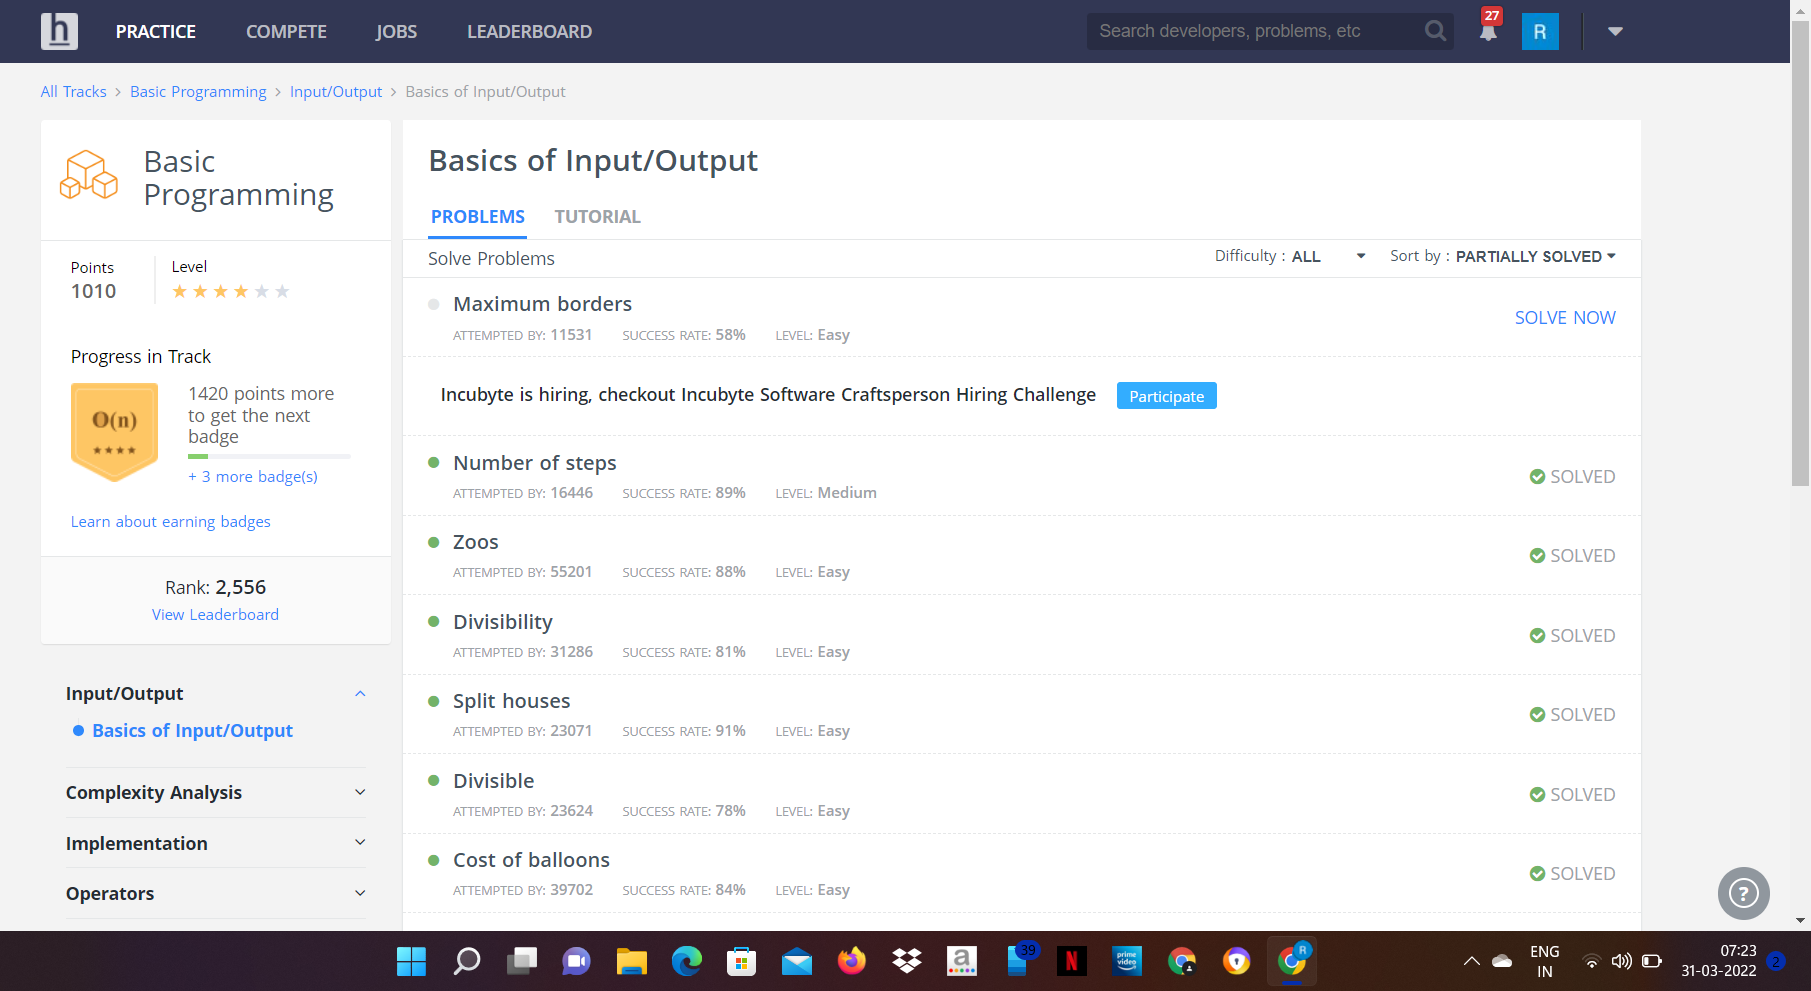 h PRACTICE COMPETE JOBS LEADERBOARD Search developers, problems, etc 27 R
All Tracks > Basic Programming > Input/Output > Basics of Input/Output
Basic
Programming
Points
1010
Level
Progress in Track
O(n)
1420 points more
to get the next
badge
+ 3 more badge(s)
Learn about earning badges
Rank: 2,556
View Leaderboard
Input/Output
Basics of Input/Output
Complexity Analysis
Implementation
Operators
Basics of Input/Output
PROBLEMS TUTORIAL
Solve Problems Difficulty : ALL Sort by : PARTIALLY SOLVED
Maximum borders
ATTEMPTED BY: 11531 SUCCESS RATE: 58% LEVEL: Easy
SOLVE NOW
Incubyte is hiring, checkout Incubyte Software Craftsperson Hiring Challenge Participate
Number of steps
ATTEMPTED BY: 16446 SUCCESS RATE: 89% LEVEL: Medium
SOLVED
Zoos
ATTEMPTED BY: 55201 SUCCESS RATE: 88% LEVEL: Easy
SOLVED
Divisibility
ATTEMPTED BY: 31286 SUCCESS RATE: 81% LEVEL: Easy
SOLVED
Split houses
ATTEMPTED BY: 23071 SUCCESS RATE: 91% LEVEL: Easy
SOLVED
Divisible
ATTEMPTED BY: 23624 SUCCESS RATE: 78% LEVEL: Easy
SOLVED
Cost of balloons
ATTEMPTED BY: 39702 SUCCESS RATE: 84% LEVEL: Easy
SOLVED
?
a 39 N prime video R
ENG
IN
07:23
31-03-2022
2